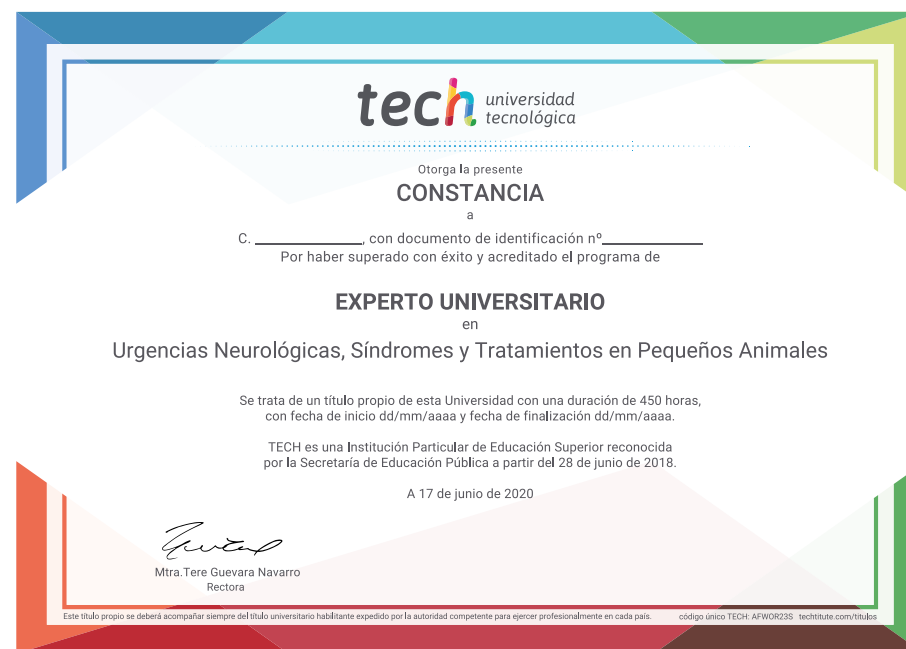 tech universidad
tecnológica
Otorga la presente
CONSTANCIA
a
C. ______________, con documento de identificación nº_____________
Por haber superado con éxito y acreditado el programa de
EXPERTO UNIVERSITARIO
en
Urgencias Neurológicas, Síndromes y Tratamientos en Pequeños Animales
Se trata de un título propio de esta Universidad con una duración de 450 horas,
con fecha de inicio dd/mm/aaaa y fecha de finalización dd/mm/aaaa.
TECH es una Institución Particular de Educación Superior reconocida
por la Secretaría de Educación Pública a partir del 28 de junio de 2018.
A 17 de junio de 2020
Mtra.Tere Guevara Navarro
Rectora
Este título propio se deberá acompañar siempre del título universitario habilitante expedido por la autoridad competente para ejercer profesionalmente en cada país. código único TECH: AFWOR23S techtitute.com/titulos